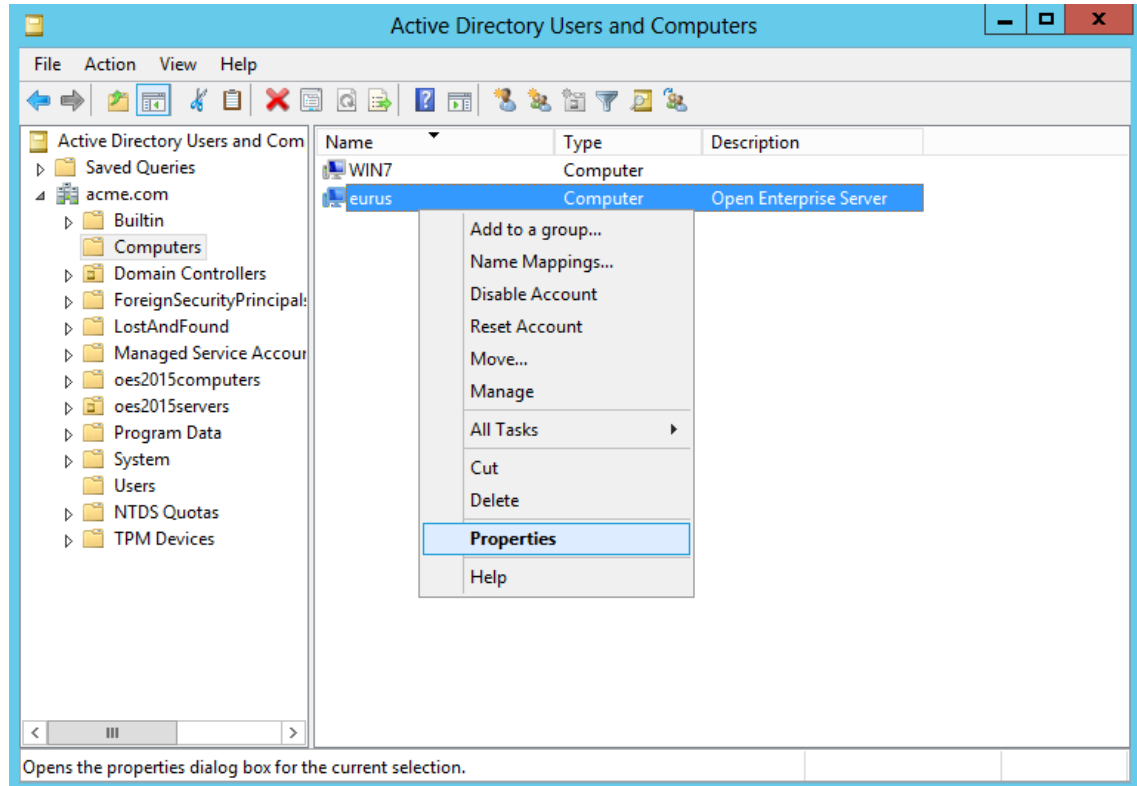 Active Directory Users and Computers
File Action View Help
Active Directory Users and Com
Saved Queries
acme.com
Builtin
Computers
Domain Controllers
ForeignSecurityPrincipal:
LostAndFound
Managed Service Accour
oes2015computers
oes2015servers
Program Data
System
Users
NTDS Quotas
TPM Devices
Name Type Description
WIN7 Computer
eurus Computer Open Enterprise Server
Add to a group...
Name Mappings...
Disable Account
Reset Account
Move...
Manage
All Tasks
Cut
Delete
Properties
Help
Opens the properties dialog box for the current selection.